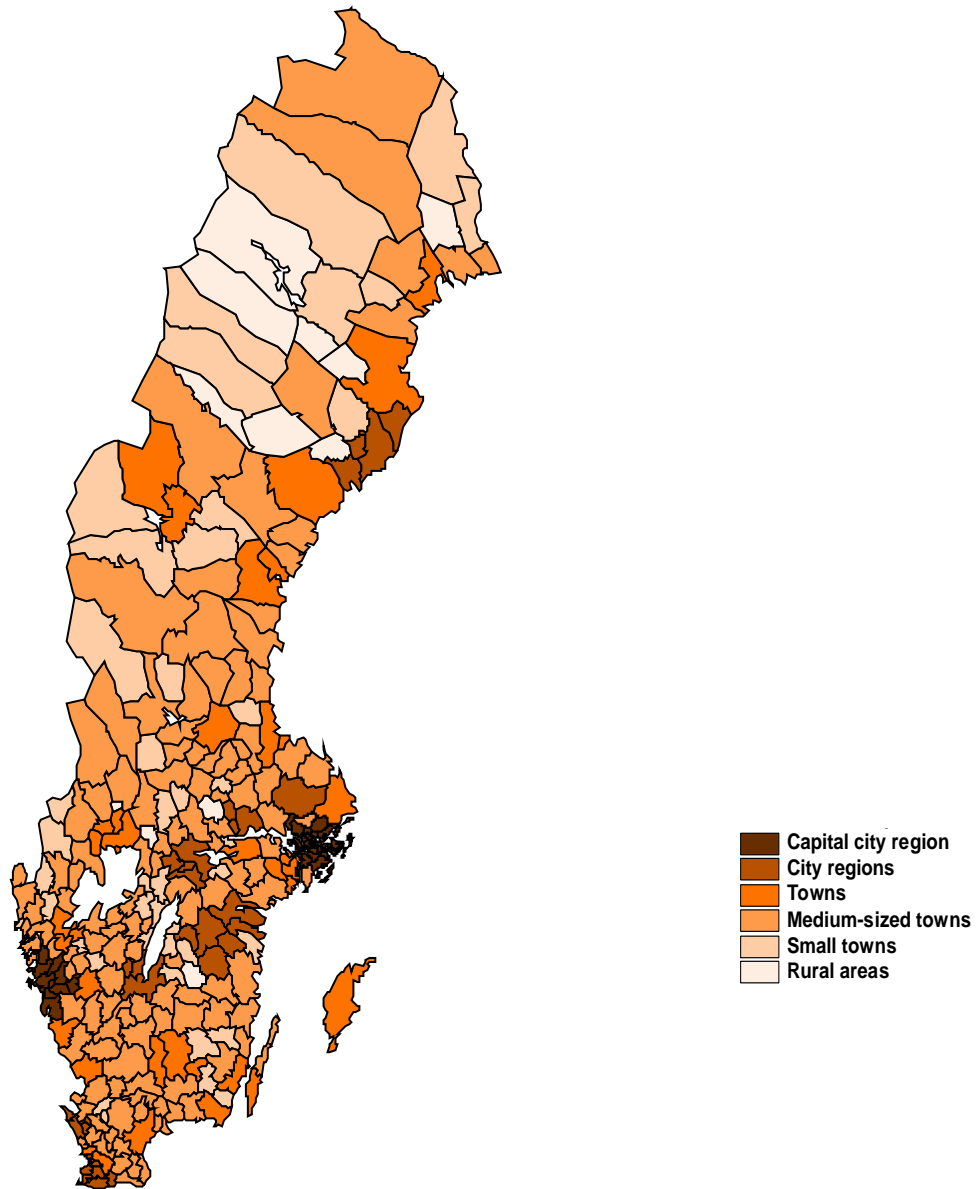 Capital city region
City regions
Towns
Medium-sized towns
Small towns
Rural areas